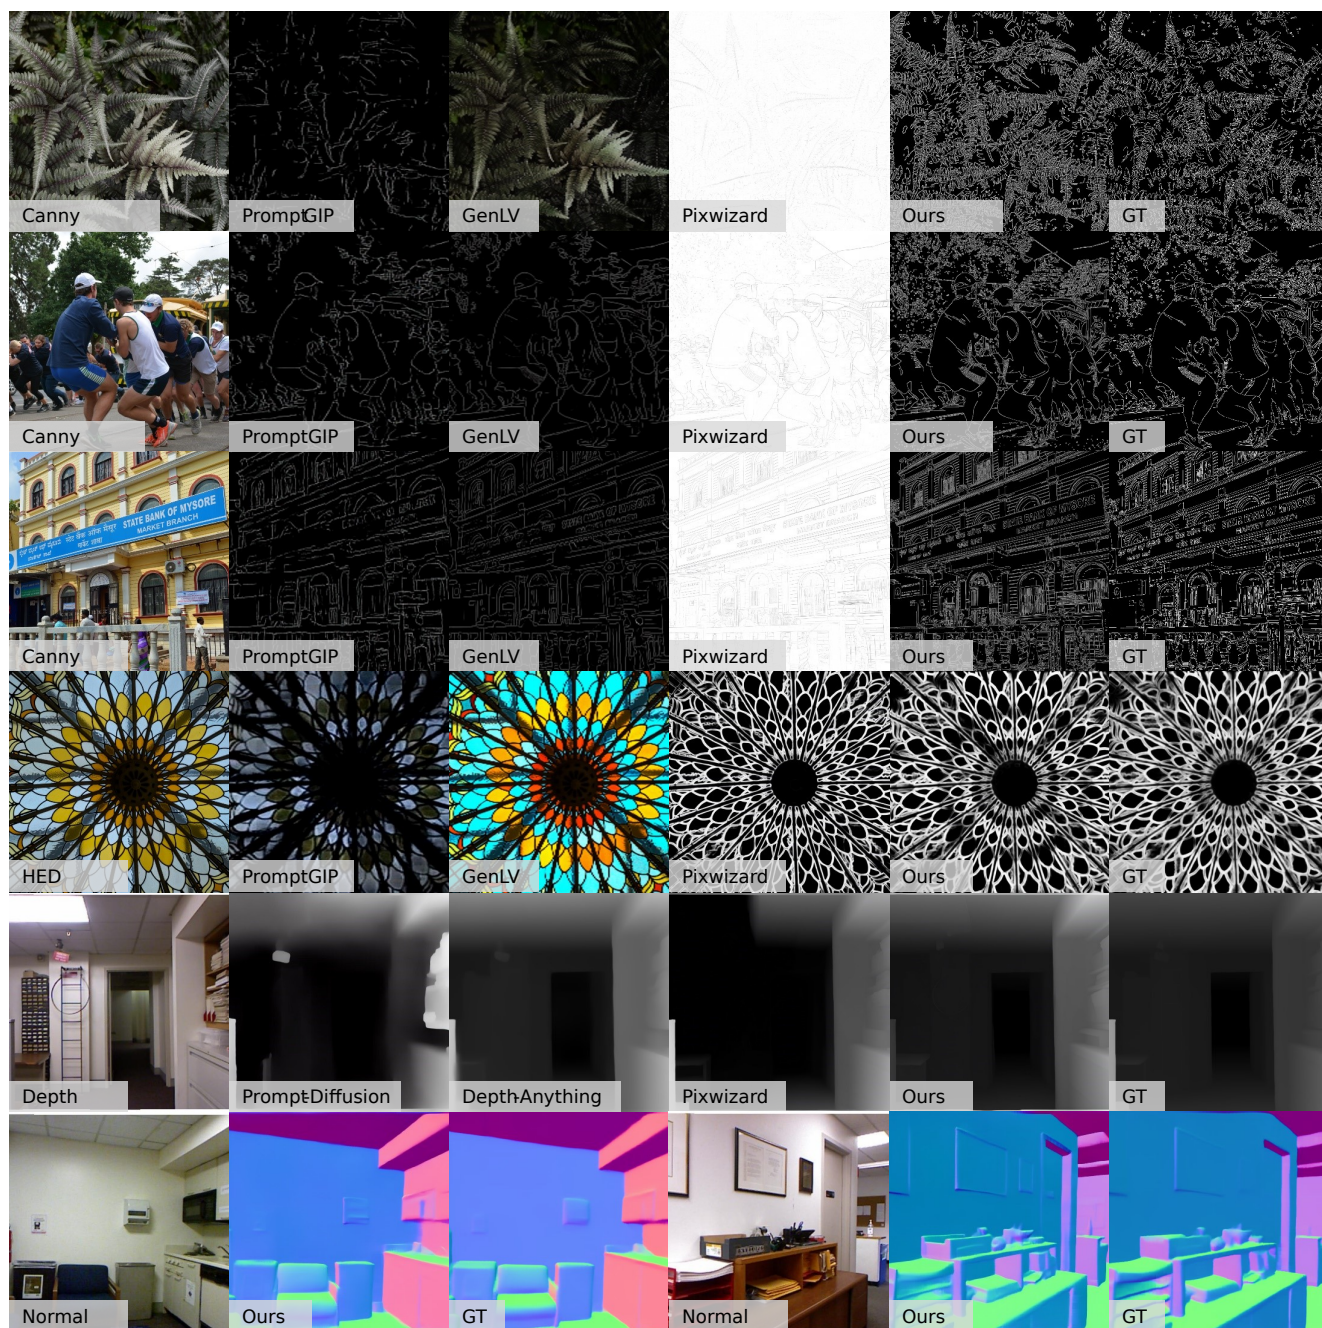 Canny PromptGIP GenLV Pixwizard Ours GT
Canny PromptGIP GenLV Pixwizard Ours GT
STATE BANK OF MYSORE
MARKET BRANCH
Canny PromptGIP GenLV Pixwizard Ours GT
HED PromptGIP GenLV Pixwizard Ours GT
Depth Prompt-Diffusion Depth-Anything Pixwizard Ours GT
Normal Ours GT Normal Ours GT